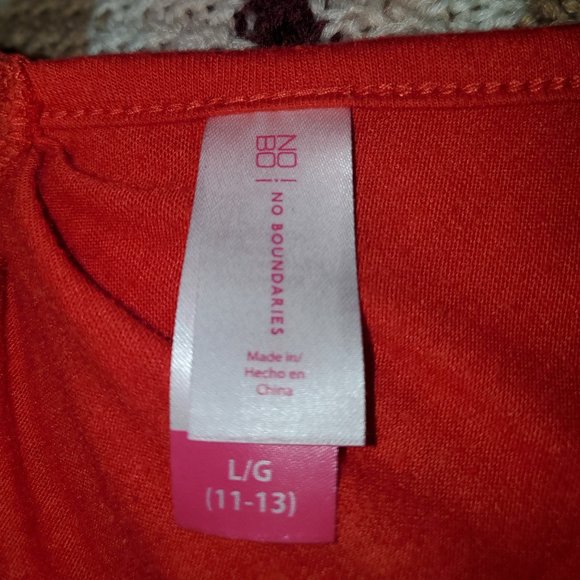 NO
BO
NO BOUNDARIES
Made in/
Hecho en
China
L/G
(11-13)